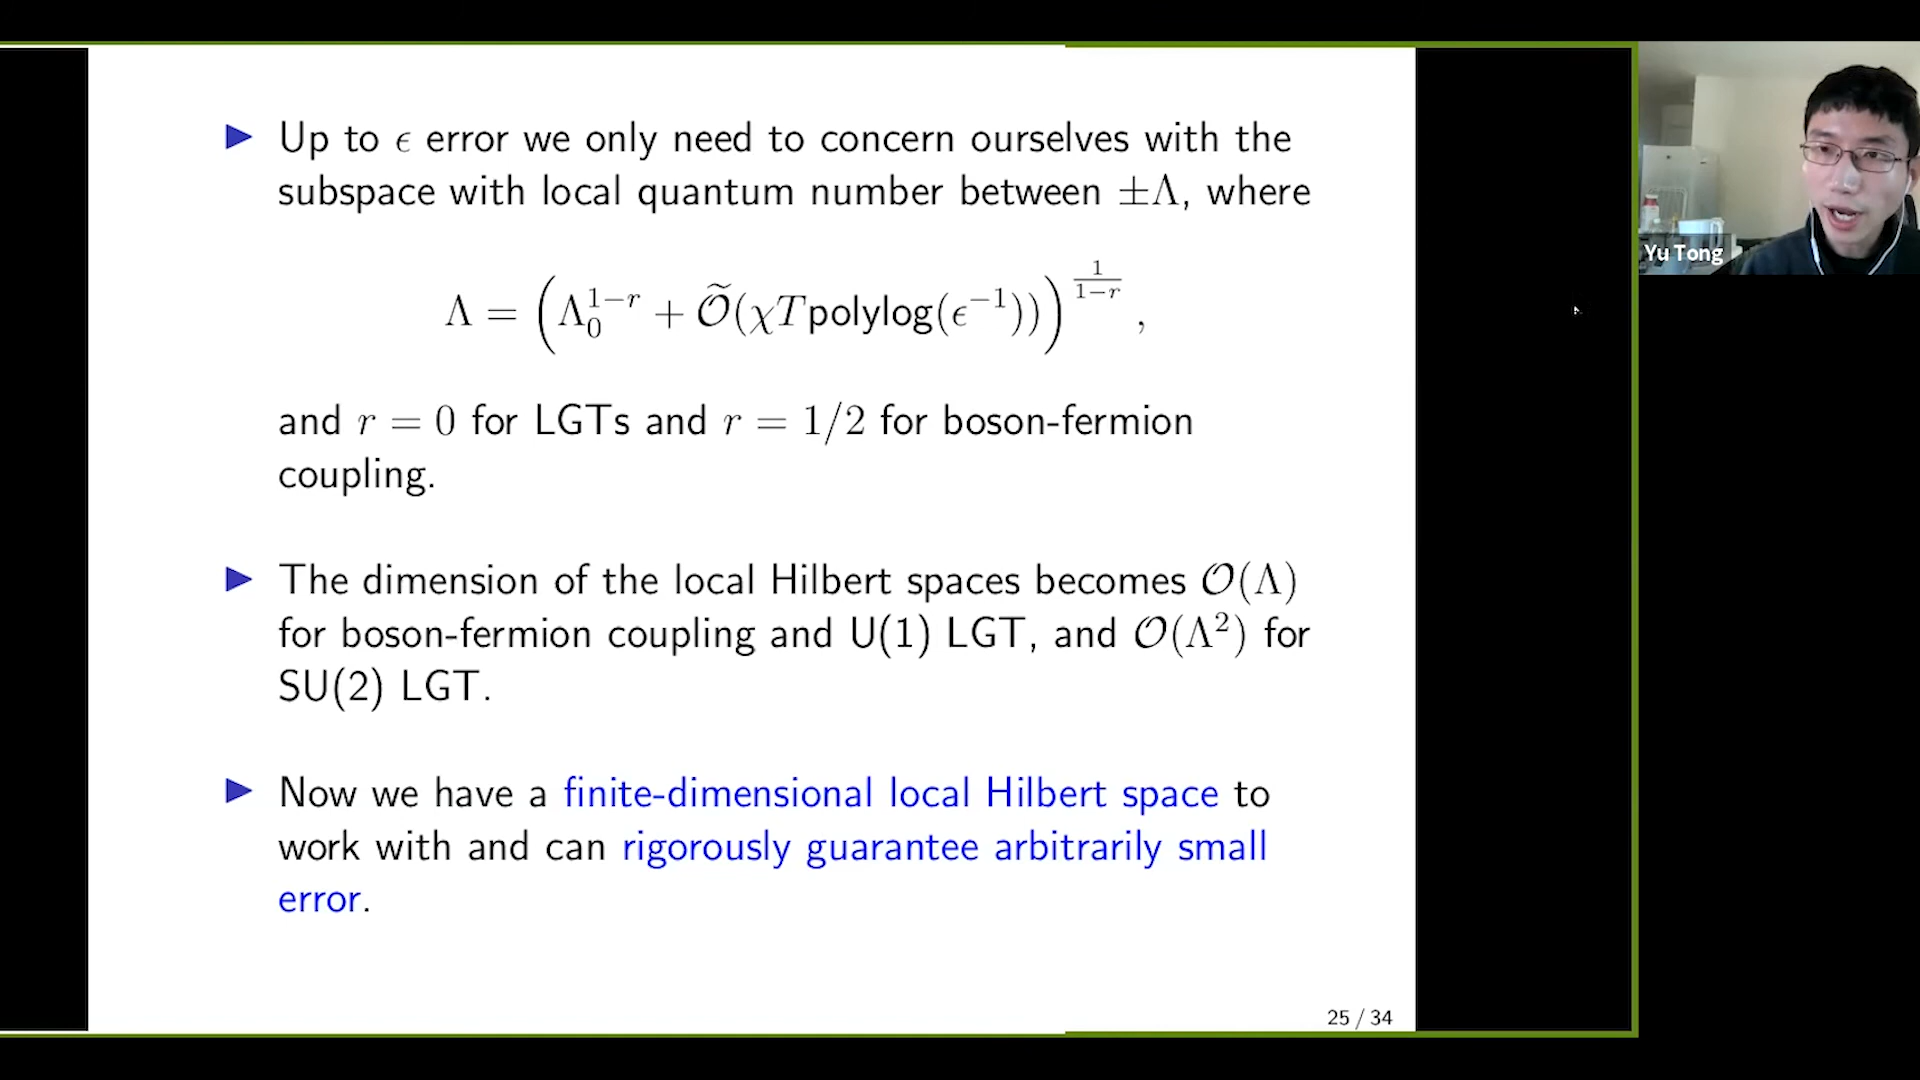 ▶ Up to ϵ error we only need to concern ourselves with the
subspace with local quantum number between ±Λ, where
Λ = (Λ₀^{1−r} + Õ(χT polylog(ϵ^{−1})))^{1/(1−r)} ,
and r = 0 for LGTs and r = 1/2 for boson-fermion
coupling.
▶ The dimension of the local Hilbert spaces becomes O(Λ)
for boson-fermion coupling and U(1) LGT, and O(Λ²) for
SU(2) LGT.
▶ Now we have a finite-dimensional local Hilbert space to
work with and can rigorously guarantee arbitrarily small
error.
25 / 34
Yu Tong